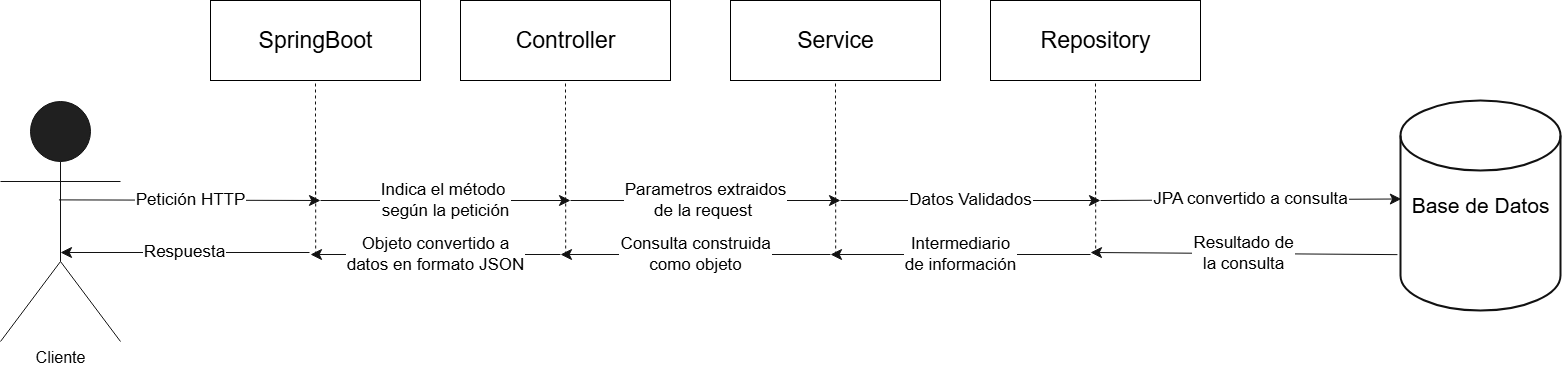 SpringBoot
Controller
Service
Repository
Petición HTTP
Indica el método
según la petición
Parametros extraidos
de la request
Datos Validados
JPA convertido a consulta
Base de Datos
Respuesta
Objeto convertido a
datos en formato JSON
Consulta construida
como objeto
Intermediario
de información
Resultado de
la consulta
Cliente